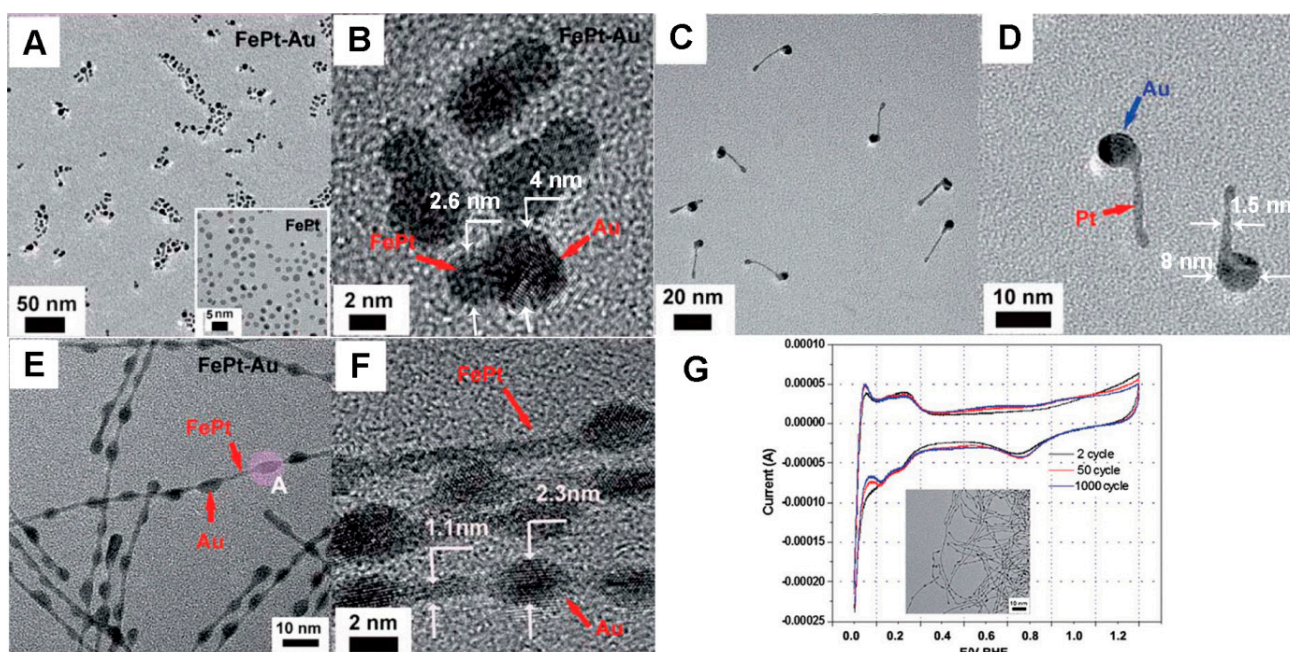 A
FePt-Au
FePt
5 nm
50 nm
B
FePt-Au
2.6 nm
4 nm
FePt
Au
2 nm
C
20 nm
D
Au
Pt
1.5 nm
8 nm
10 nm
E
FePt-Au
FePt
A
Au
10 nm
F
FePt
2.3nm
1.1nm
Au
2 nm
G
0.00010
0.00005
0.00000
-0.00005
-0.00010
-0.00015
-0.00020
-0.00025
Current (A)
2 cycle
50 cycle
1000 cycle
10 nm
0.0 0.2 0.4 0.6 0.8 1.0 1.2